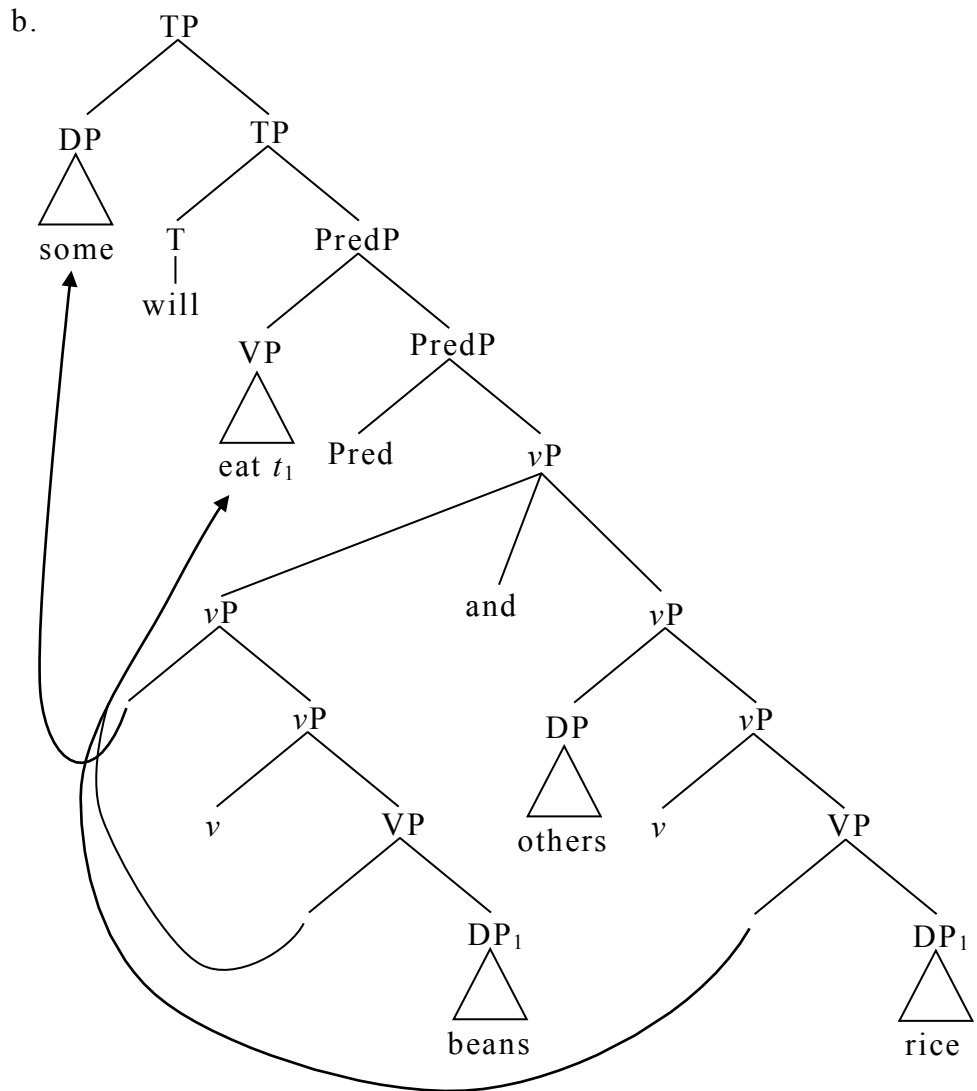 b.
TP
DP
TP
some
T
PredP
will
VP
PredP
eat t₁
Pred
vP
vP
and
vP
vP
DP
vP
v
VP
others
v
VP
DP₁
DP₁
beans
rice